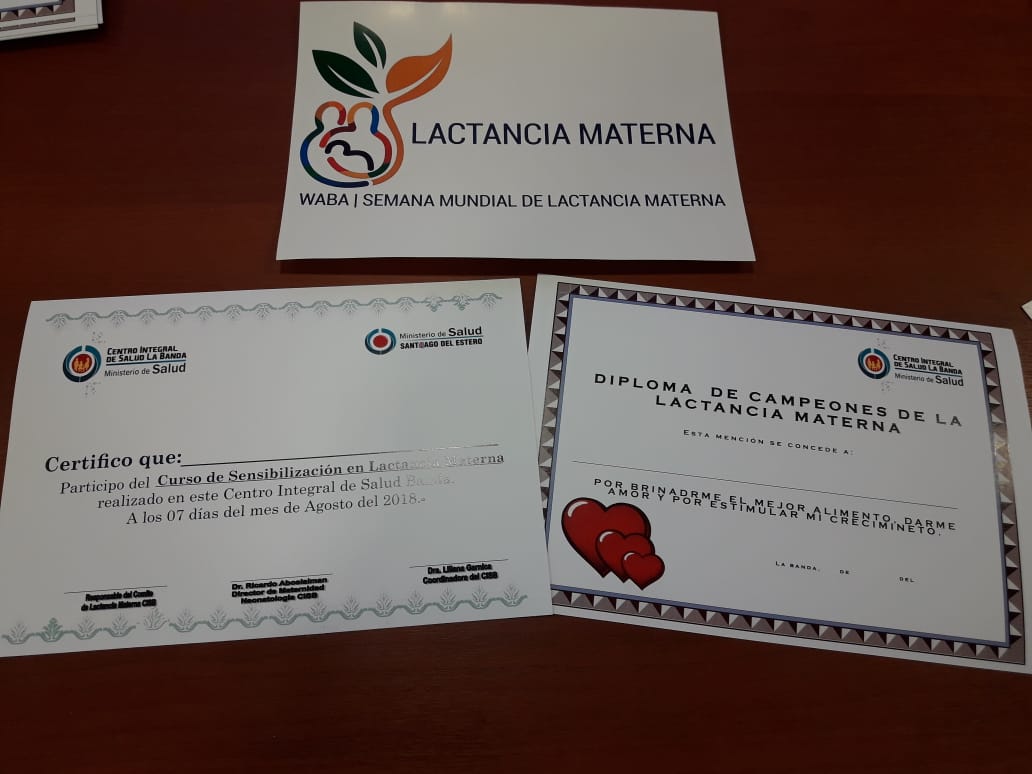 LACTANCIA MATERNA
WABA | SEMANA MUNDIAL DE LACTANCIA MATERNA
CENTRO INTEGRAL
DE SALUD LA BANDA
Ministerio de Salud
Ministerio de Salud
SANTIAGO DEL ESTERO
Certifico que:
Participo del Curso de Sensibilización en Lactancia Materna
realizado en este Centro Integral de Salud Banda.
A los 07 días del mes de Agosto del 2018.-
Responsable del Comite
de Lactancia Materna CISB
Dr. Ricardo Aboslaiman
Director de Maternidad
Neonatologia CISB
Dra. Liliana Garnica
Coordinadora del CISB
CENTRO INTEGRAL
DE SALUD LA BANDA
Ministerio de Salud
DIPLOMA DE CAMPEONES DE LA
LACTANCIA MATERNA
ESTA MENCIÓN SE CONCEDE A:
POR BRINADRME EL MEJOR ALIMENTO, DARME
AMOR Y POR ESTIMULAR MI CRECIMINETO.
LA BANDA, DE DEL